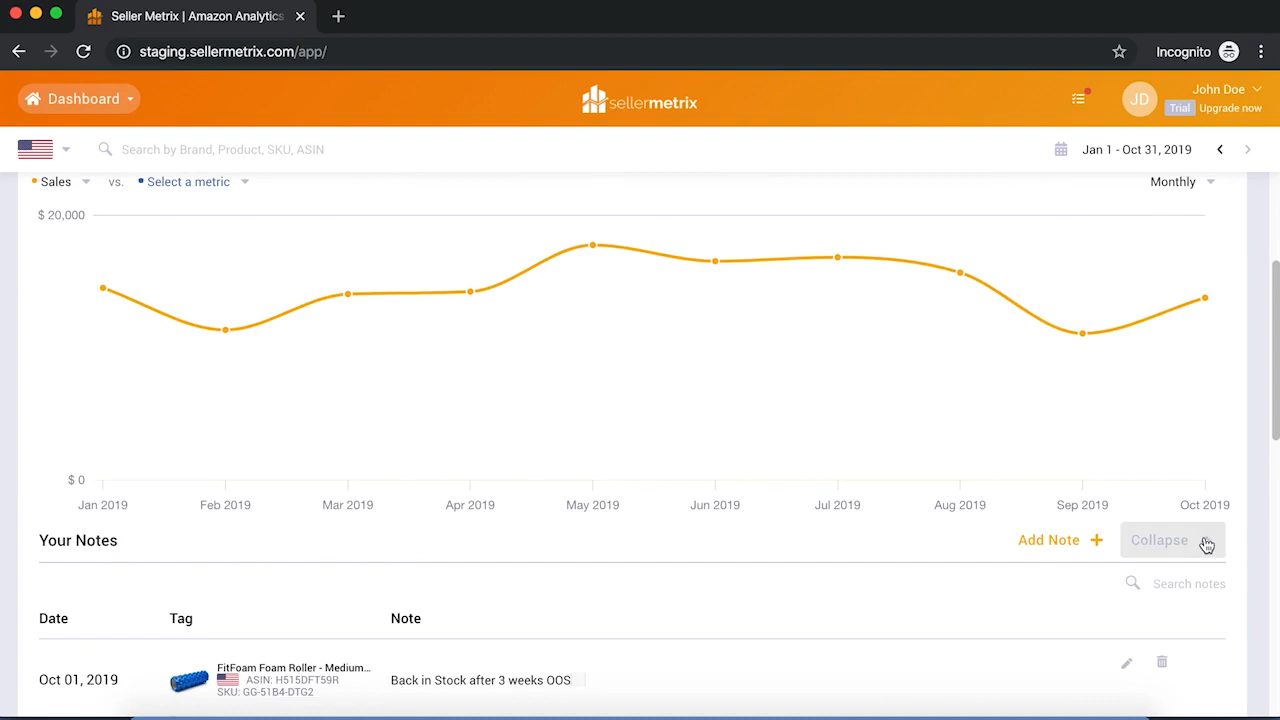 Seller Metrix | Amazon Analytics
staging.sellermetrix.com/app/
Incognito
Dashboard
sellermetrix
JD
John Doe
Trial Upgrade now
Search by Brand, Product, SKU, ASIN
Jan 1 - Oct 31, 2019
Sales vs. Select a metric
Monthly
$ 20,000
$ 0
Jan 2019 Feb 2019 Mar 2019 Apr 2019 May 2019 Jun 2019 Jul 2019 Aug 2019 Sep 2019 Oct 2019
Your Notes
Add Note +
Collapse
Search notes
Date Tag Note
Oct 01, 2019
FitFoam Foam Roller - Medium...
ASIN: H515DFT59R
SKU: GG-51B4-DTG2
Back in Stock after 3 weeks OOS